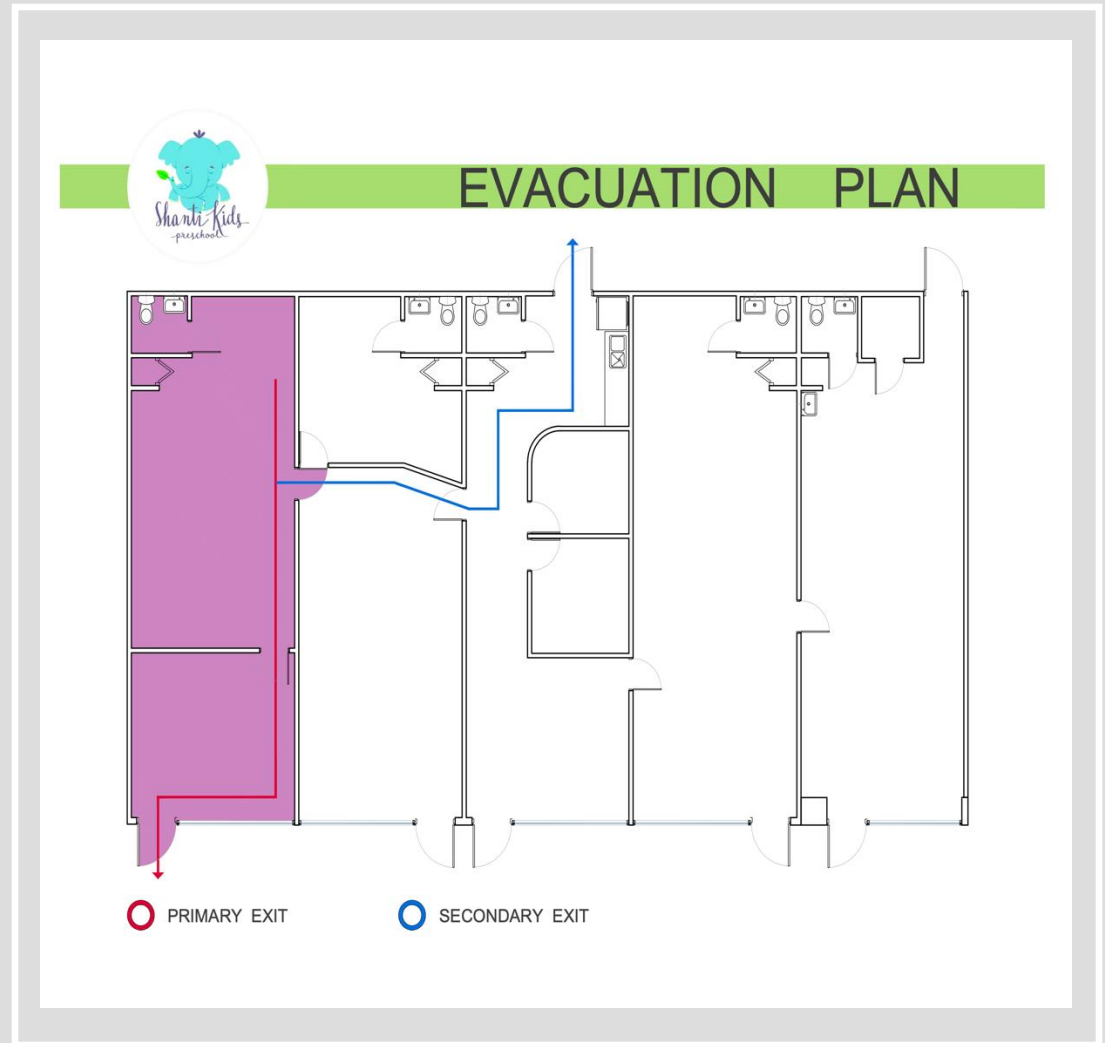 EVACUATION PLAN
Shanti Kids
preschool
PRIMARY EXIT
SECONDARY EXIT